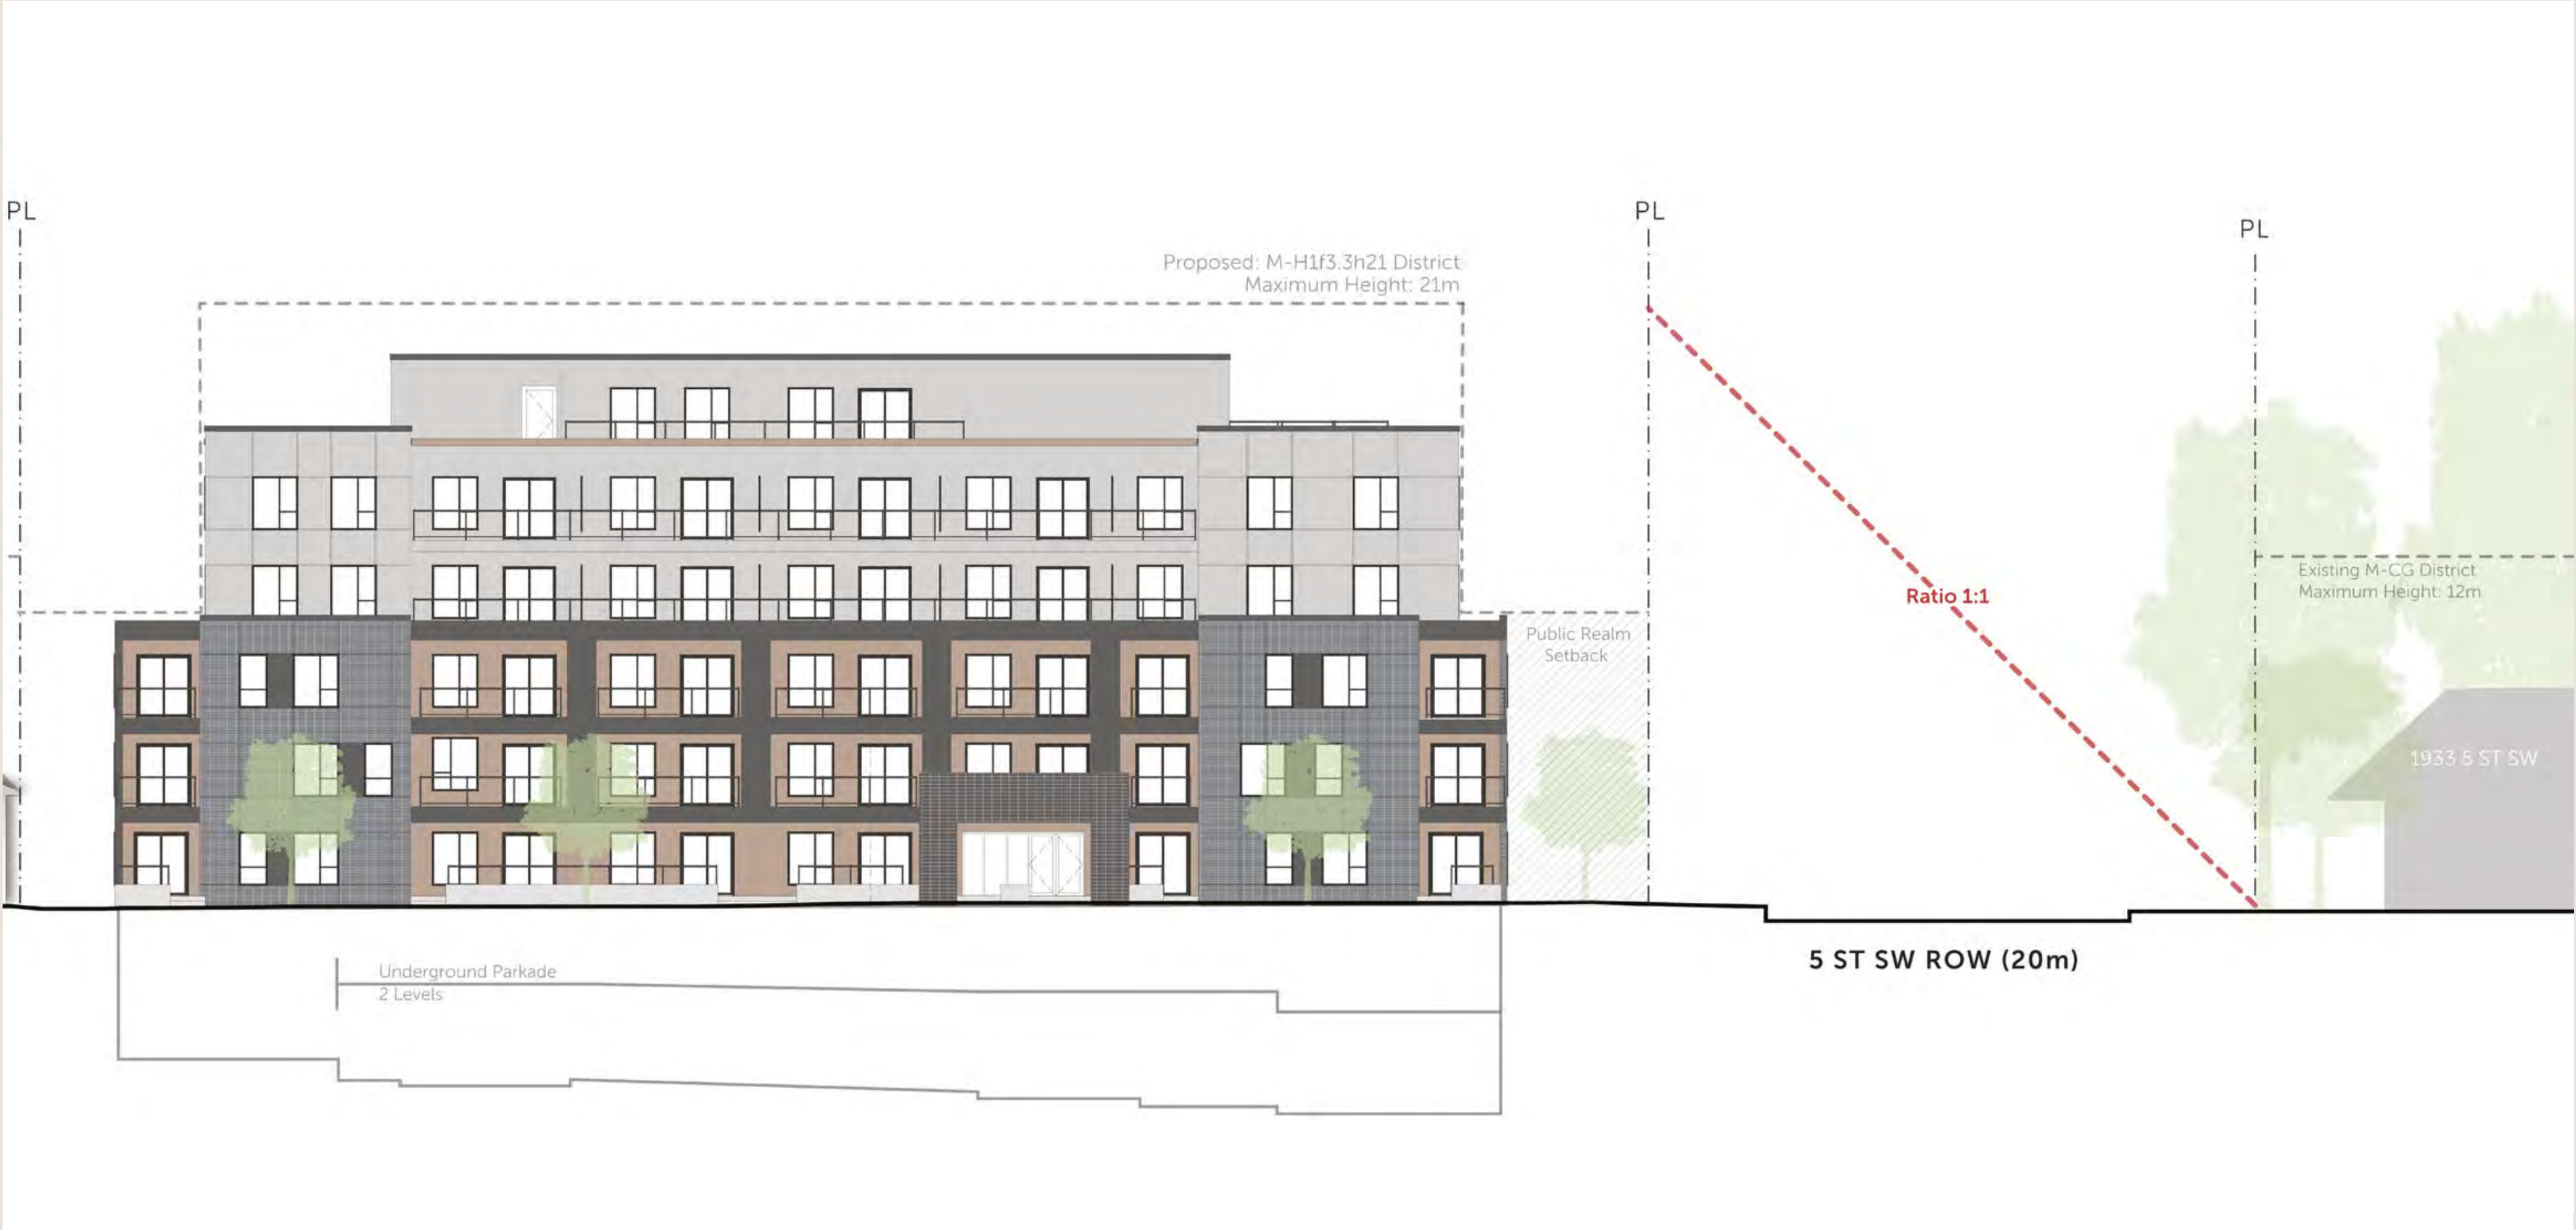 PL
PL
PL
Proposed: M-H1f3.3h21 District
Maximum Height: 21m
Existing M-CG District
Maximum Height: 12m
Ratio 1:1
Public Realm
Setback
1933 5 ST SW
5 ST SW ROW (20m)
Underground Parkade
2 Levels